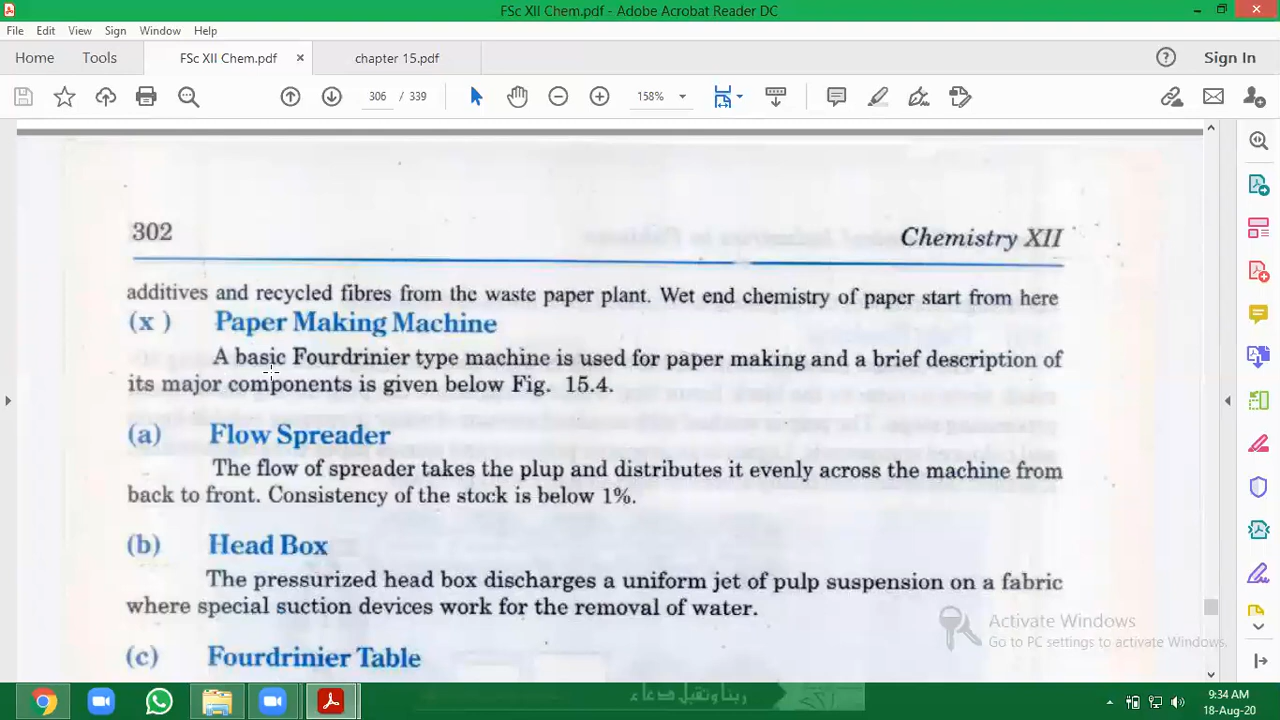 FSc XII Chem.pdf - Adobe Acrobat Reader DC
File Edit View Sign Window Help
Home Tools FSc XII Chem.pdf × chapter 15.pdf Sign In
306 / 339 158%
302 Chemistry XII
additives and recycled fibres from the waste paper plant. Wet end chemistry of paper start from here
(x ) Paper Making Machine
A basic Fourdrinier type machine is used for paper making and a brief description of
its major components is given below Fig. 15.4.
(a) Flow Spreader
The flow of spreader takes the plup and distributes it evenly across the machine from
back to front. Consistency of the stock is below 1%.
(b) Head Box
The pressurized head box discharges a uniform jet of pulp suspension on a fabric
where special suction devices work for the removal of water.
(c) Fourdrinier Table
Activate Windows
Go to PC settings to activate Windows.
ربنا وتقبل دعاء
9:34 AM
18-Aug-20